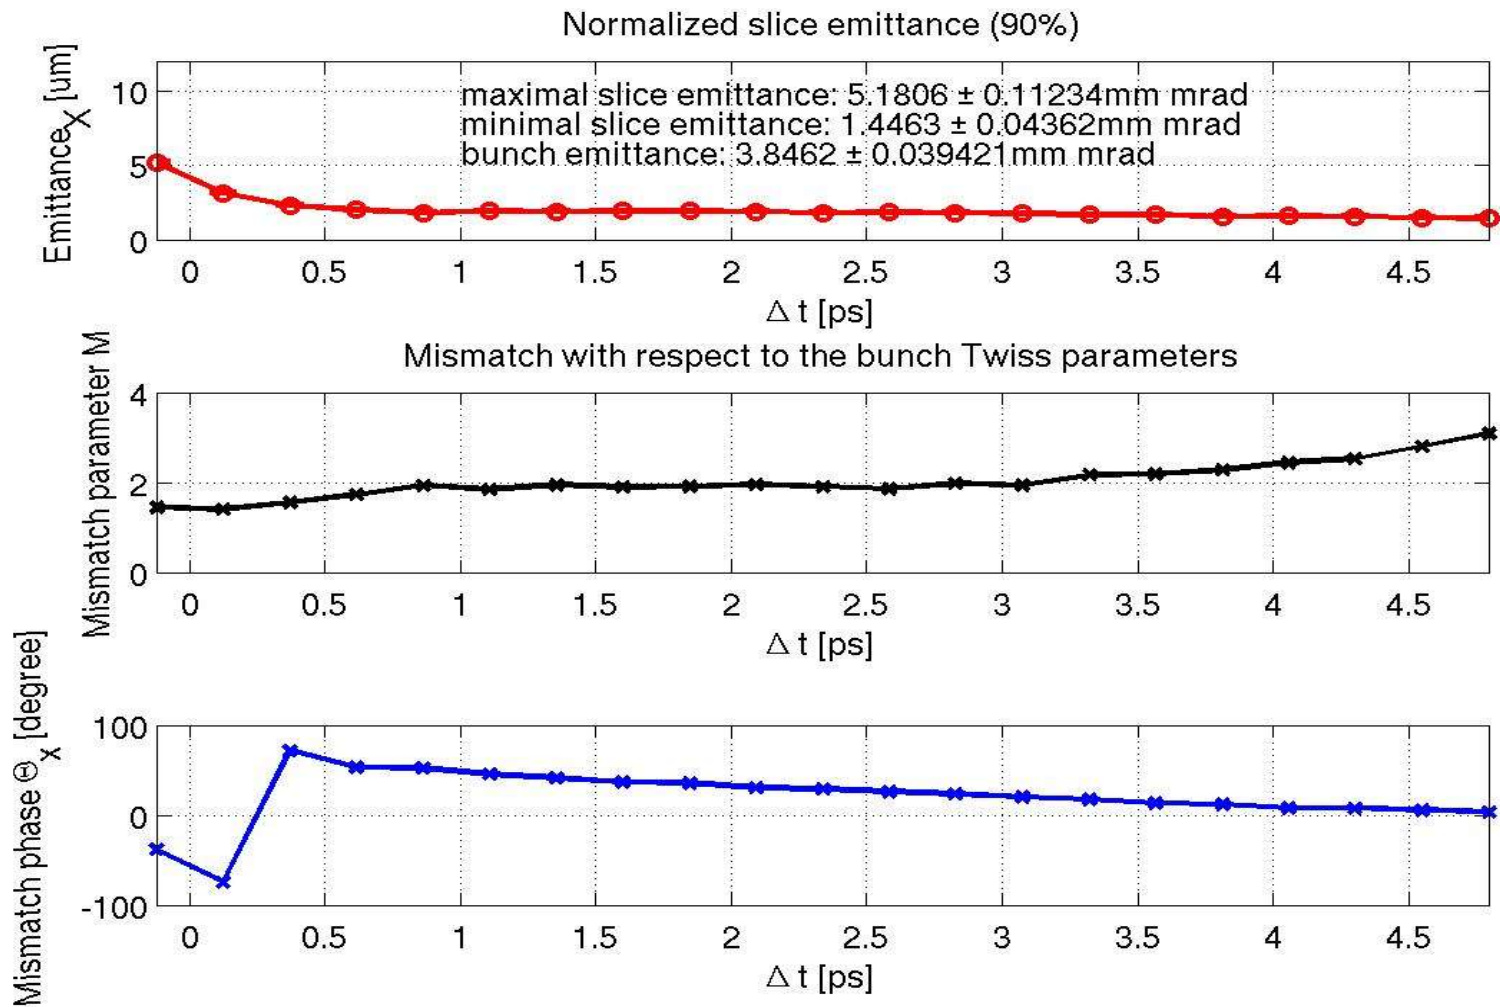 Normalized slice emittance (90%)
Emittance_X [um]
10
5
0
maximal slice emittance: 5.1806 ± 0.11234mm mrad
minimal slice emittance: 1.4463 ± 0.04362mm mrad
bunch emittance: 3.8462 ± 0.039421mm mrad
0 0.5 1 1.5 2 2.5 3 3.5 4 4.5
Δ t [ps]
Mismatch with respect to the bunch Twiss parameters
Mismatch parameter M
4
2
0
0 0.5 1 1.5 2 2.5 3 3.5 4 4.5
Δ t [ps]
Mismatch phase Θ_x [degree]
100
0
-100
0 0.5 1 1.5 2 2.5 3 3.5 4 4.5
Δ t [ps]